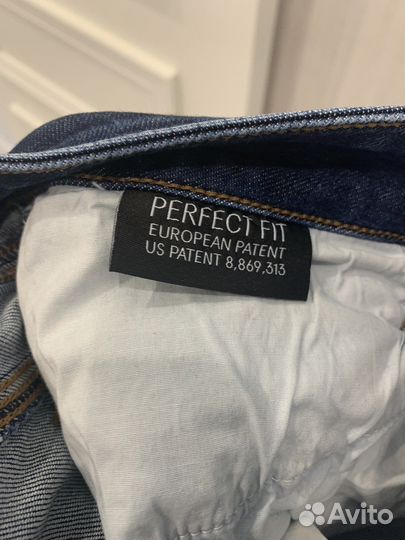 PERFECT FIT
EUROPEAN PATENT
US PATENT 8,869,313
Avito